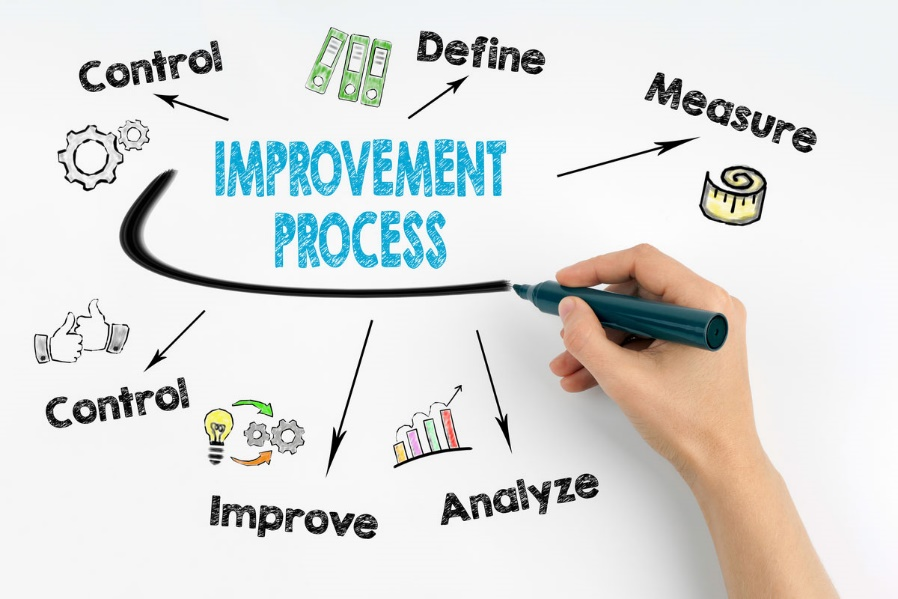 Control
Define
Measure
IMPROVEMENT
PROCESS
Control
Improve
Analyze